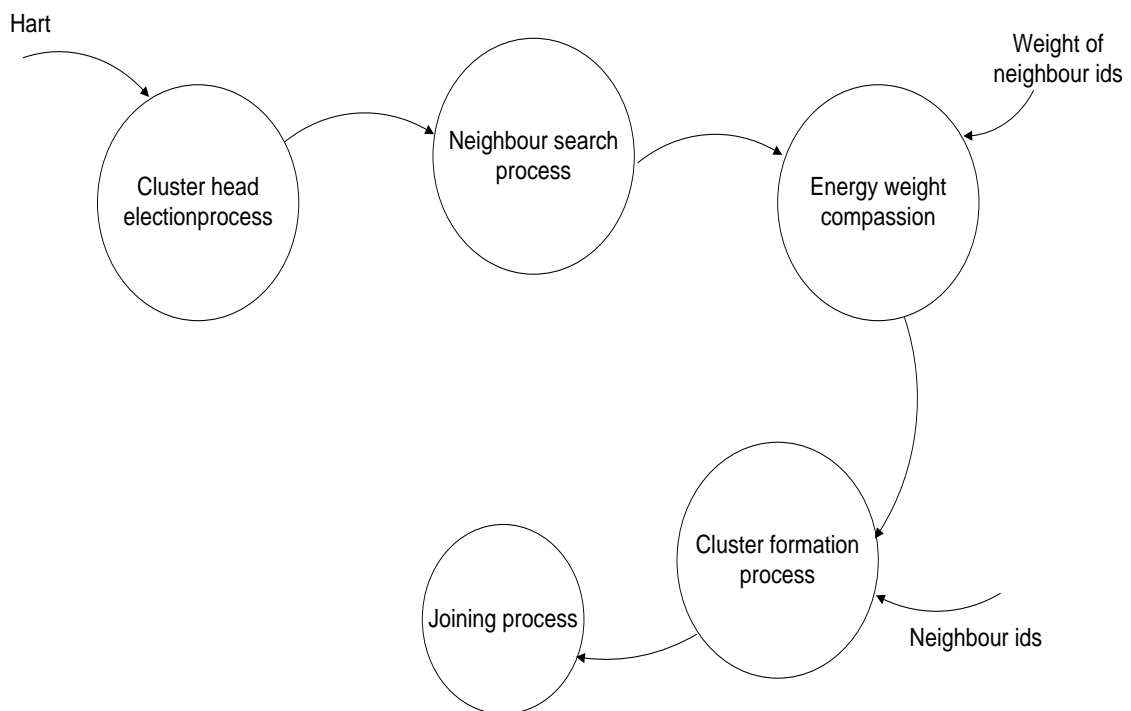 Hart
Cluster head
electionprocess
Neighbour search
process
Weight of
neighbour ids
Energy weight
compassion
Cluster formation
process
Neighbour ids
Joining process